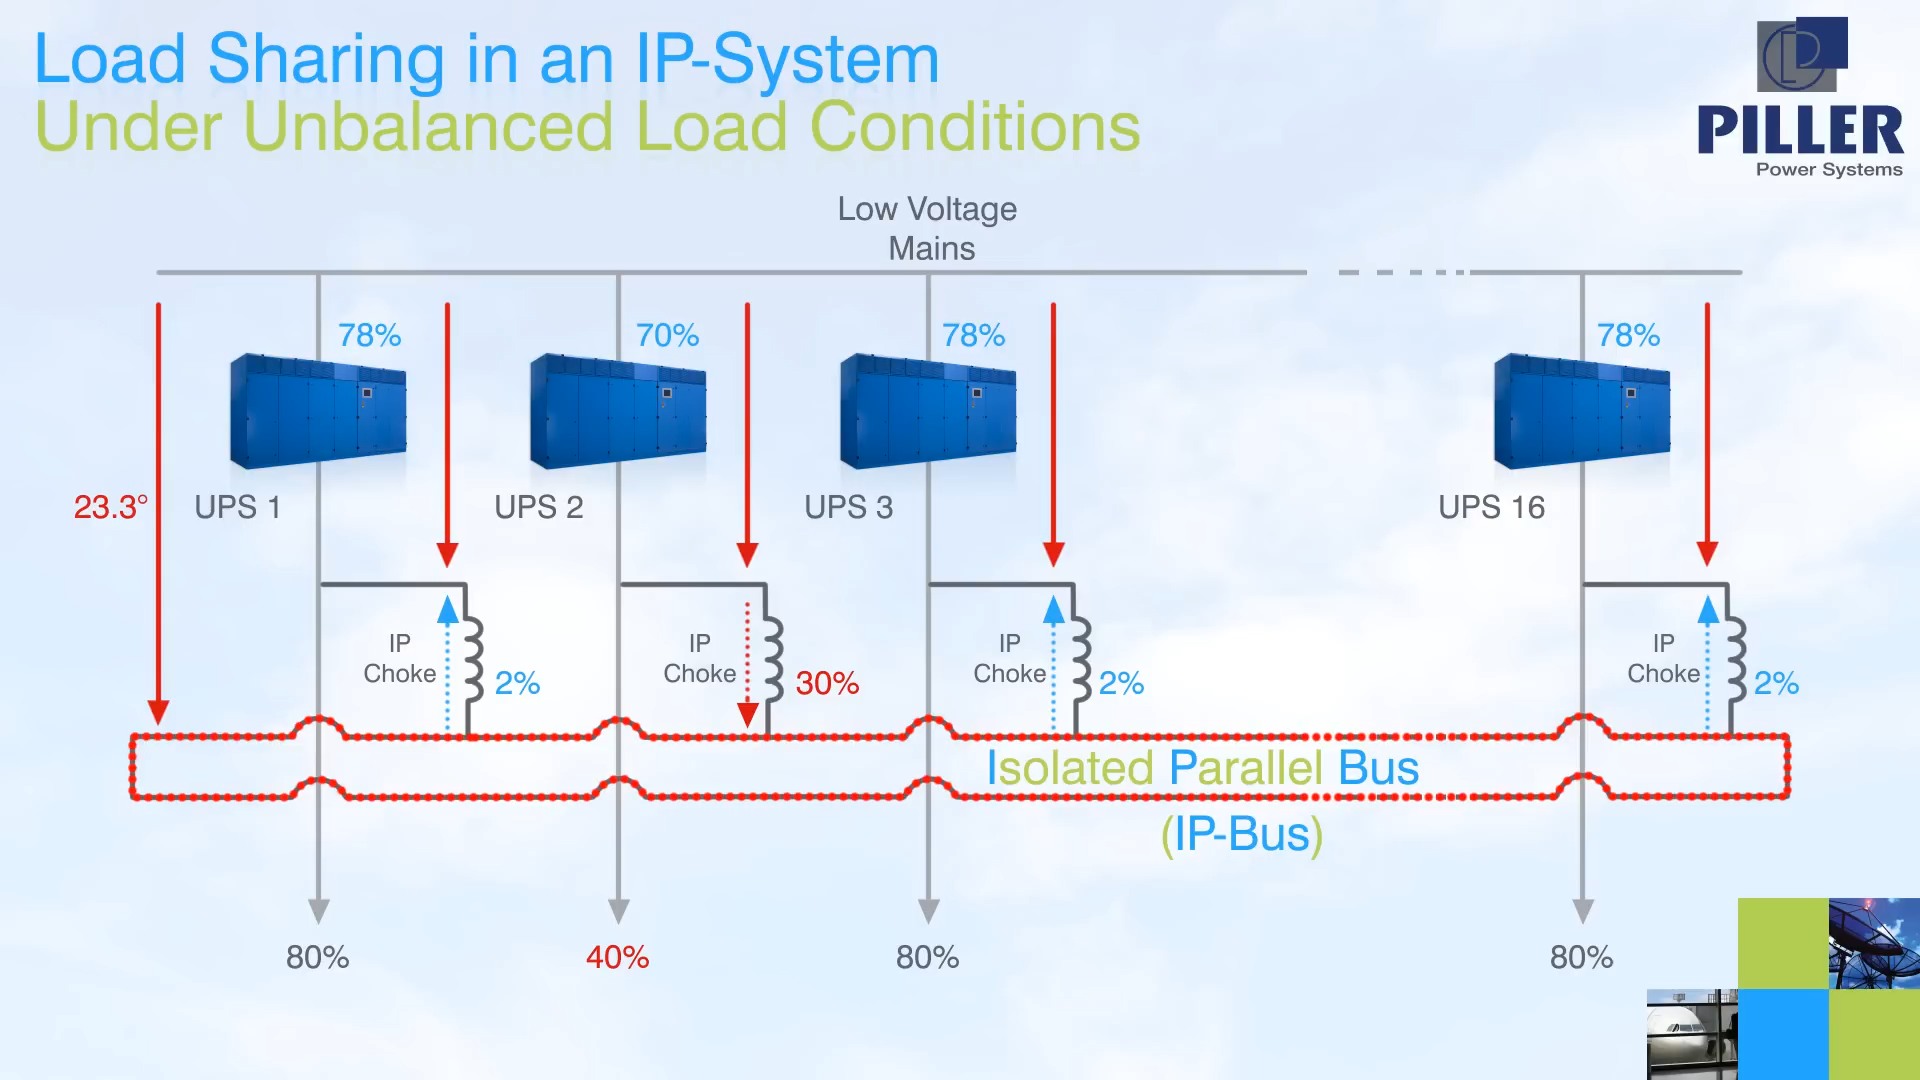 Load Sharing in an IP-System
Under Unbalanced Load Conditions
PILLER
Power Systems
Low Voltage
Mains
78%
70%
78%
78%
23.3°
UPS 1
UPS 2
UPS 3
UPS 16
IP
Choke
2%
IP
Choke
30%
IP
Choke
2%
IP
Choke
2%
Isolated Parallel Bus
(IP-Bus)
80%
40%
80%
80%